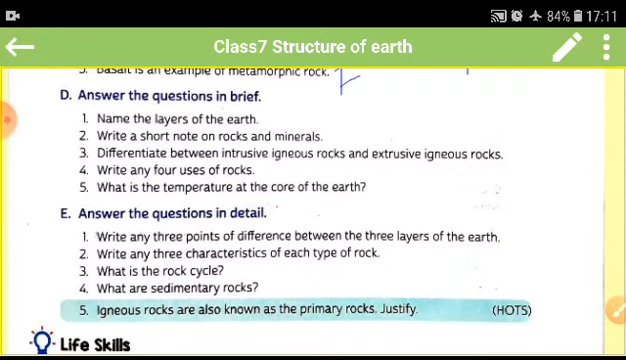 84% 17:11
Class7 Structure of earth
5. Basalt is an example of metamorphic rock.
D. Answer the questions in brief.
1. Name the layers of the earth.
2. Write a short note on rocks and minerals.
3. Differentiate between intrusive igneous rocks and extrusive igneous rocks.
4. Write any four uses of rocks.
5. What is the temperature at the core of the earth?
E. Answer the questions in detail.
1. Write any three points of difference between the three layers of the earth.
2. Write any three characteristics of each type of rock.
3. What is the rock cycle?
4. What are sedimentary rocks?
5. Igneous rocks are also known as the primary rocks. Justify. (HOTS)
Life Skills